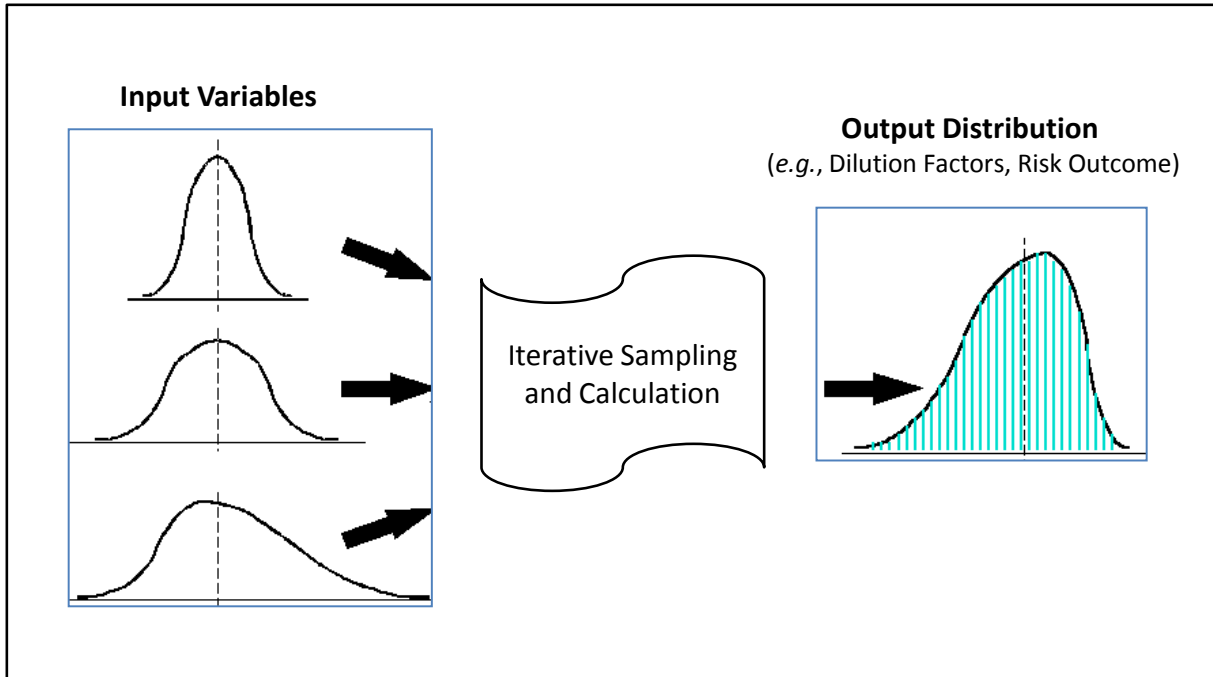 Input Variables
Output Distribution
(e.g., Dilution Factors, Risk Outcome)
Iterative Sampling
and Calculation